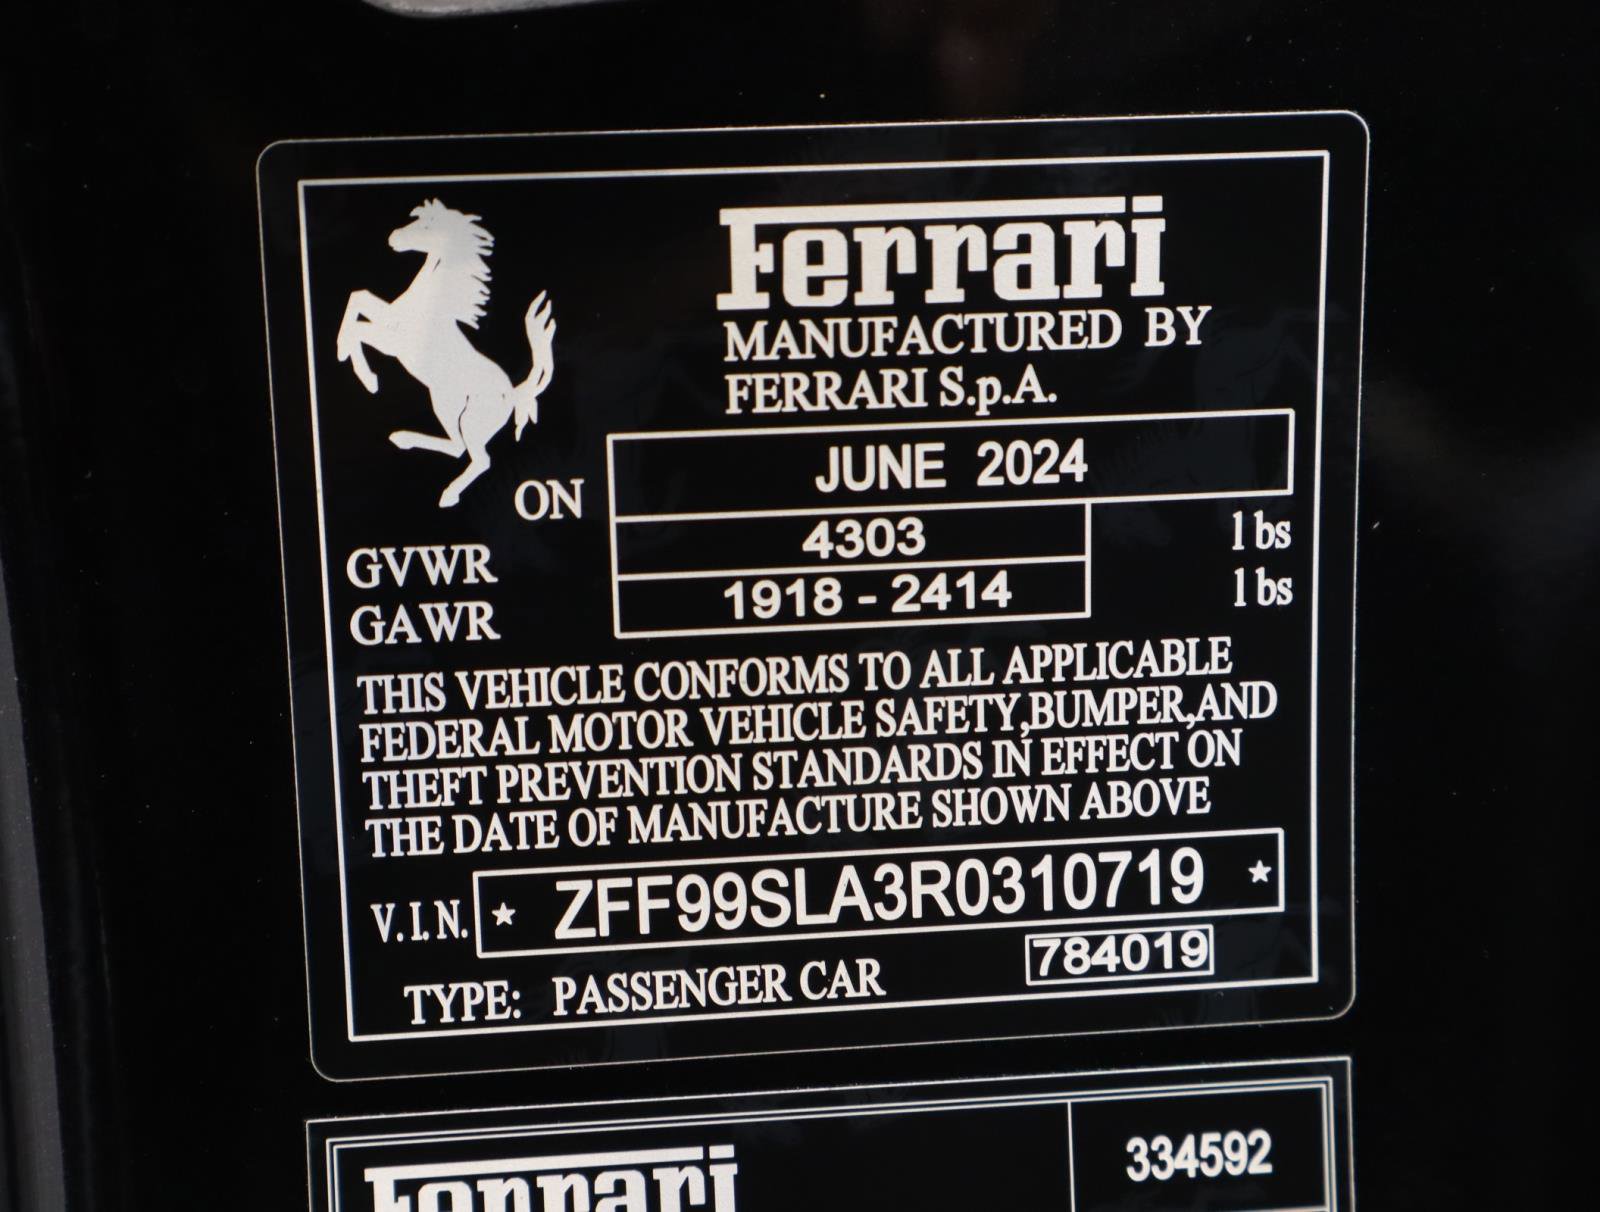 Ferrari
MANUFACTURED BY
FERRARI S.p.A.
ON JUNE 2024
GVWR 4303 lbs
GAWR 1918 - 2414 lbs
THIS VEHICLE CONFORMS TO ALL APPLICABLE
FEDERAL MOTOR VEHICLE SAFETY,BUMPER,AND
THEFT PREVENTION STANDARDS IN EFFECT ON
THE DATE OF MANUFACTURE SHOWN ABOVE
V.I.N. ★ ZFF99SLA3R0310719 ★
784019
TYPE: PASSENGER CAR
334592
Ferrari